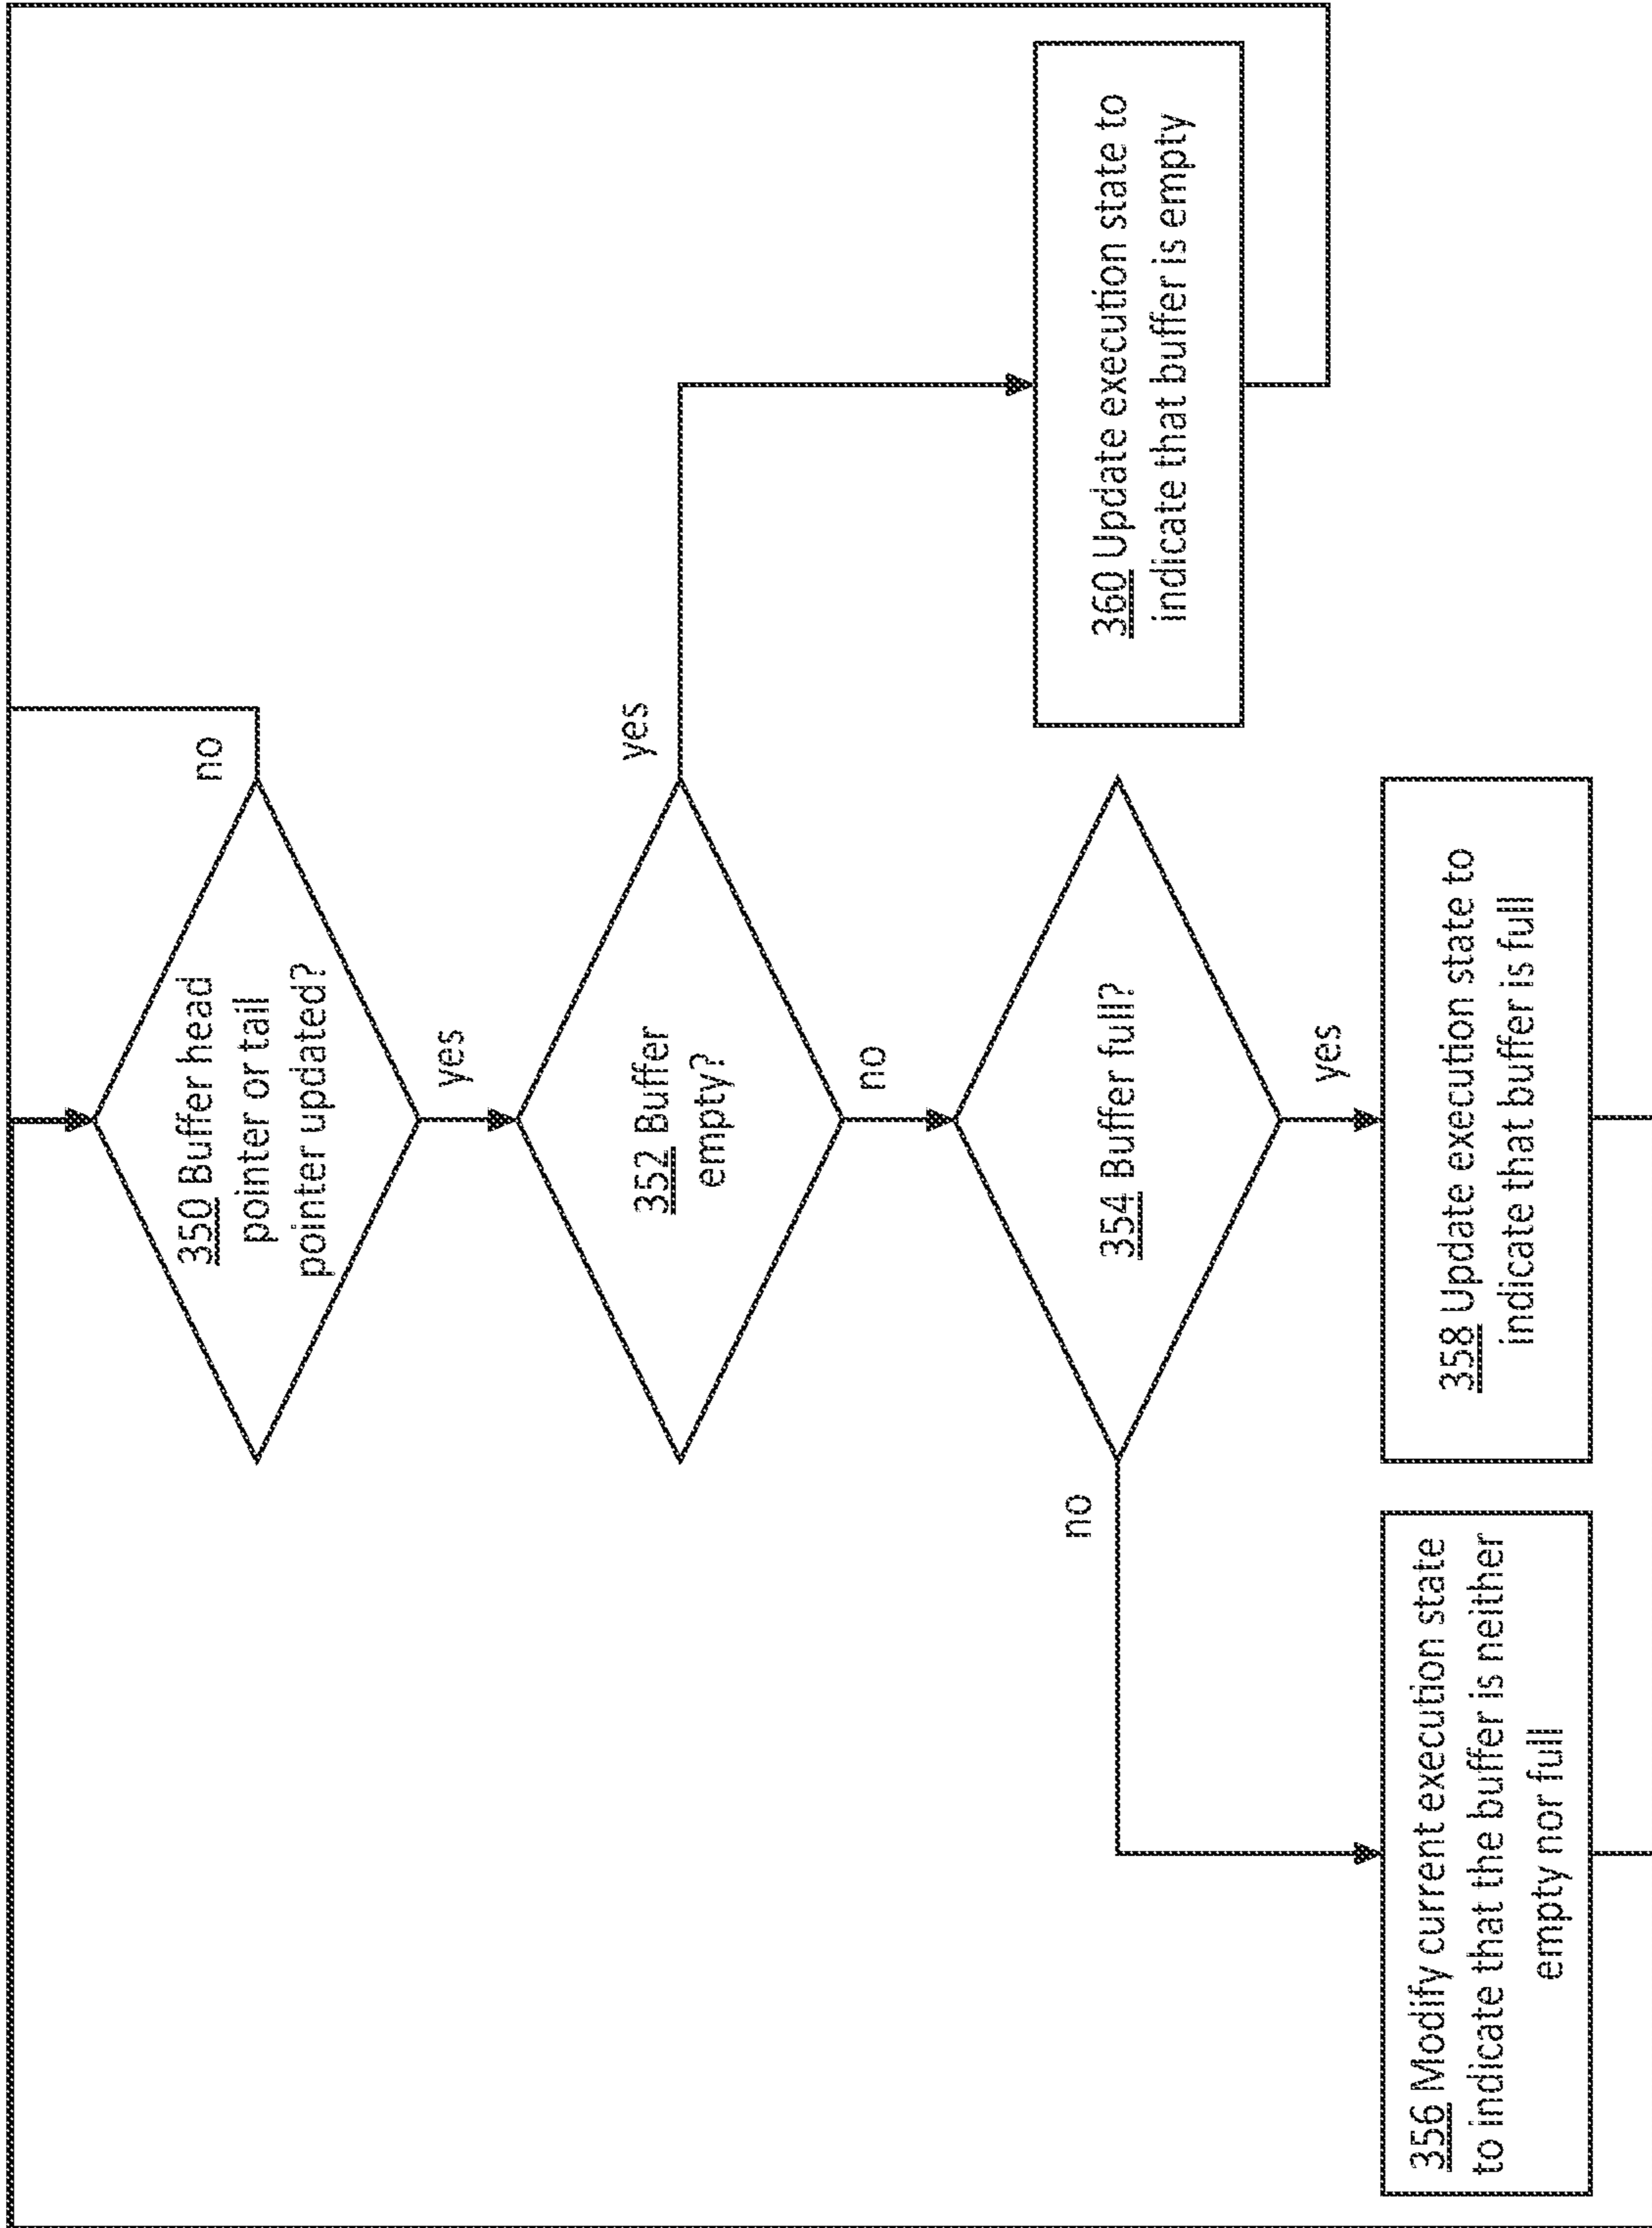 350 Buffer head
pointer or tail
pointer updated?
no
yes
352 Buffer
empty?
yes
no
354 Buffer full?
no
yes
356 Modify current execution state
to indicate that the buffer is neither
empty nor full
358 Update execution state to
indicate that buffer is full
360 Update execution state to
indicate that buffer is empty